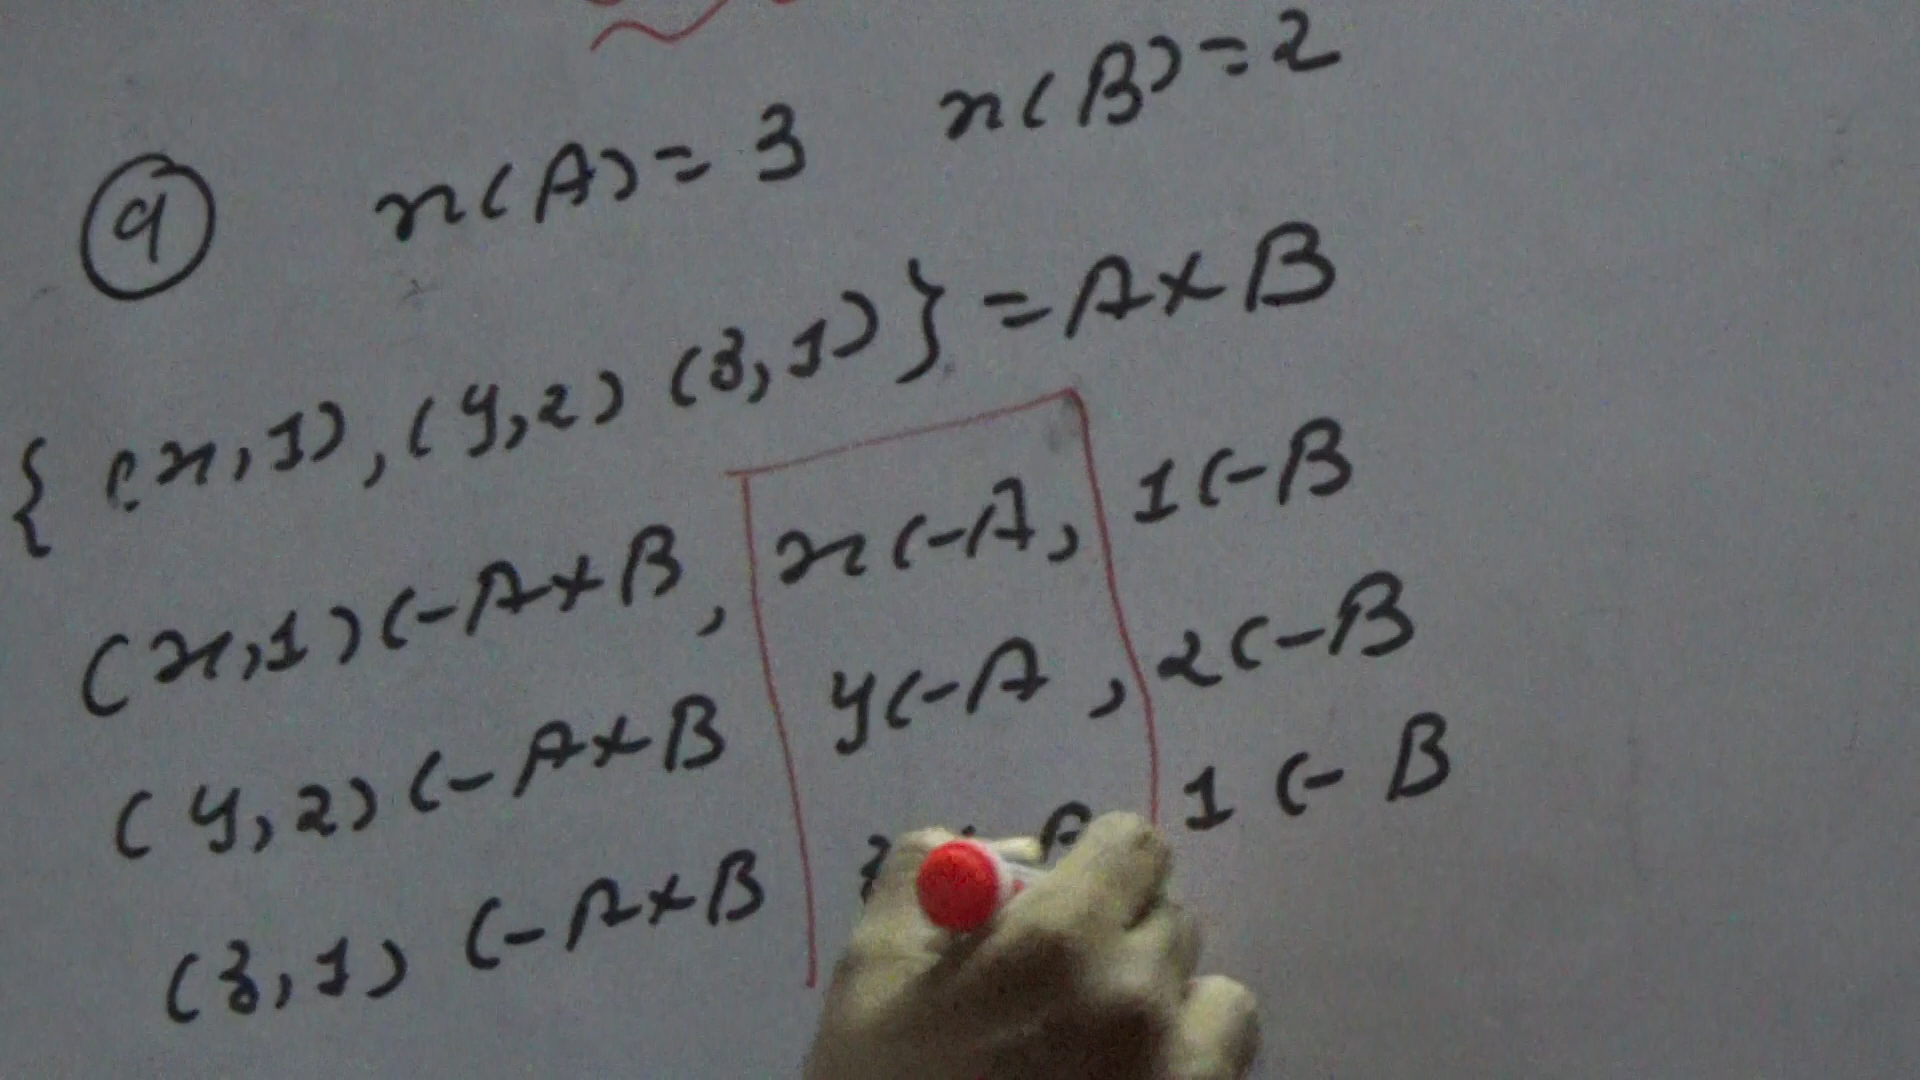 9 n(A)=3 n(B)=2
{(x,1),(y,2)(z,1)}=A×B
(x,1)∈A×B, x∈A, 1∈B
(y,2)∈A×B y∈A, 2∈B
(z,1)∈A×B 1∈B